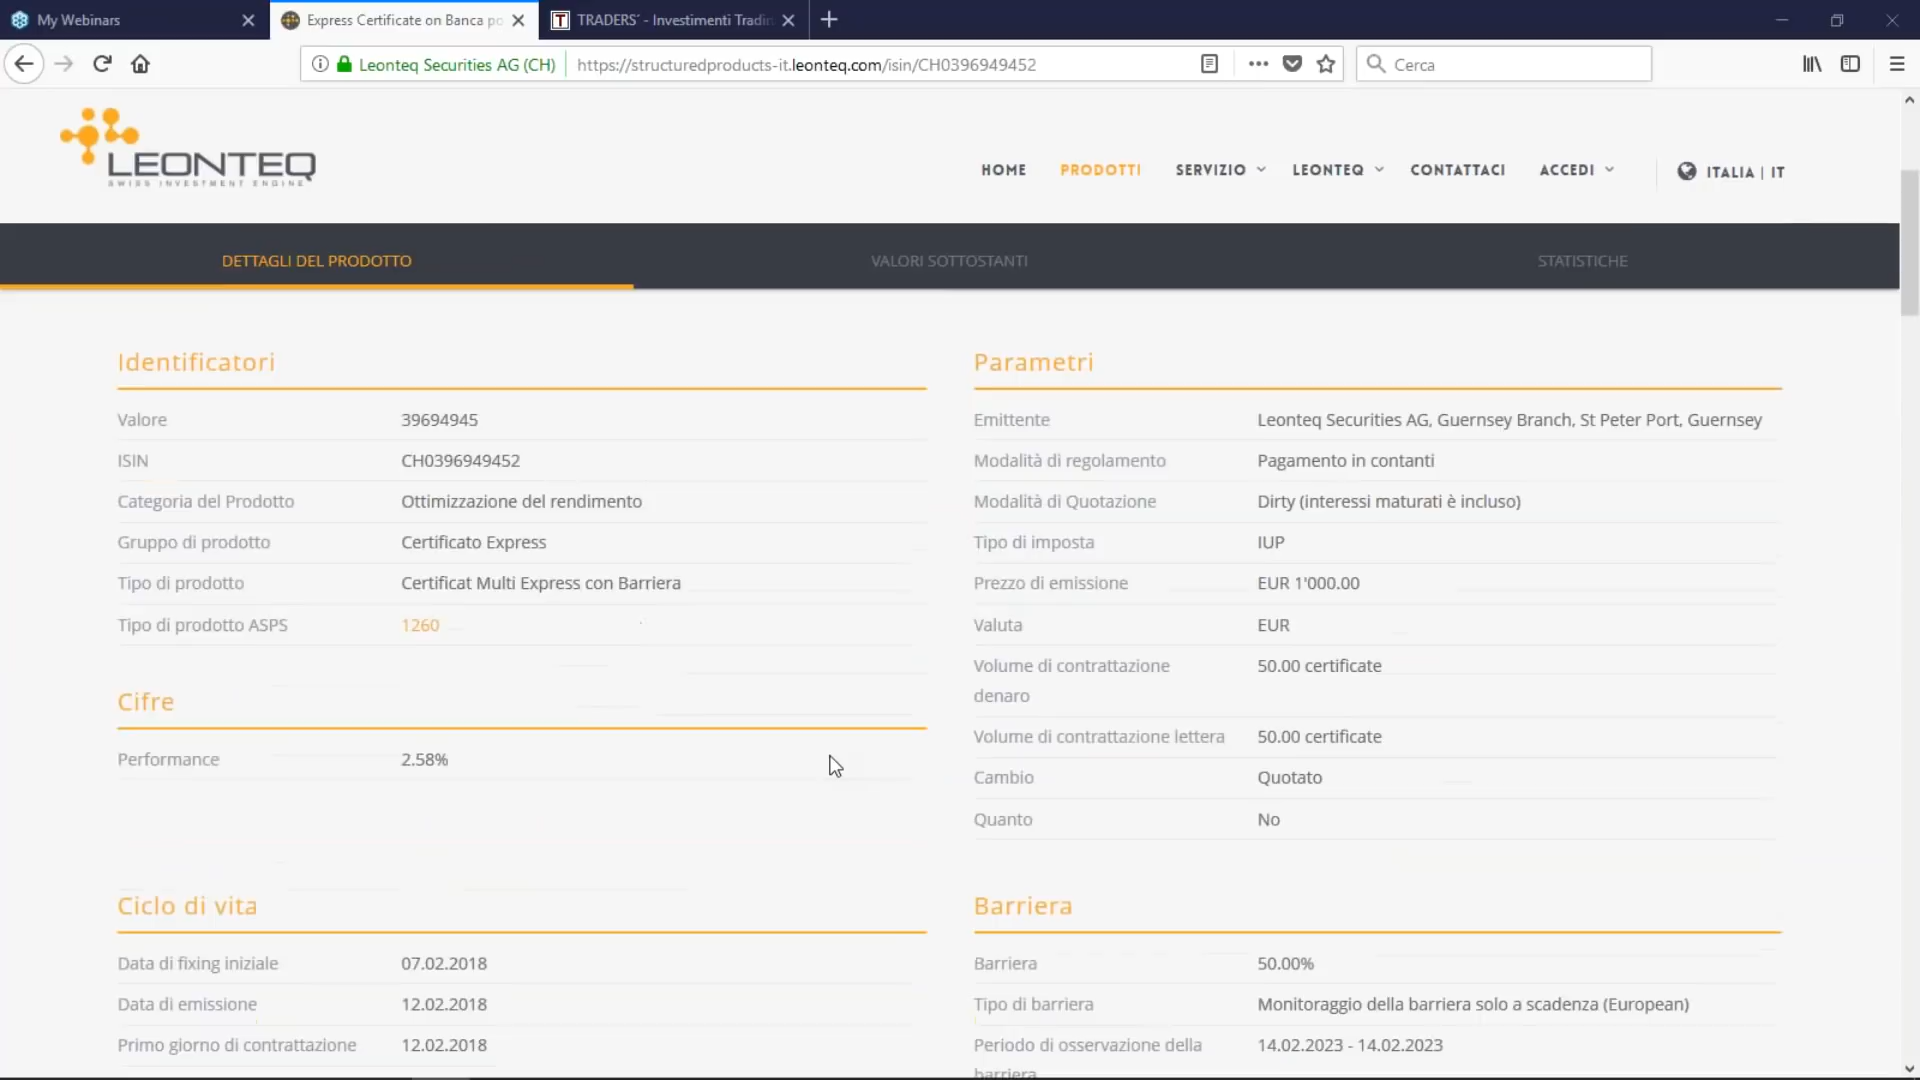 My Webinars
Express Certificate on Banca po
TRADERS´ - Investimenti Tradin
Leonteq Securities AG (CH)
https://structuredproducts-it.leonteq.com/isin/CH0396949452
Cerca
LEONTEQ
SWISS INVESTMENT ENGINE
HOME
PRODOTTI
SERVIZIO
LEONTEQ
CONTATTACI
ACCEDI
ITALIA | IT
DETTAGLI DEL PRODOTTO
VALORI SOTTOSTANTI
STATISTICHE
Identificatori
Valore 39694945
ISIN CH0396949452
Categoria del Prodotto Ottimizzazione del rendimento
Gruppo di prodotto Certificato Express
Tipo di prodotto Certificat Multi Express con Barriera
Tipo di prodotto ASPS 1260
Cifre
Performance 2.58%
Parametri
Emittente Leonteq Securities AG, Guernsey Branch, St Peter Port, Guernsey
Modalità di regolamento Pagamento in contanti
Modalità di Quotazione Dirty (interessi maturati è incluso)
Tipo di imposta IUP
Prezzo di emissione EUR 1'000.00
Valuta EUR
Volume di contrattazione 50.00 certificate
denaro
Volume di contrattazione lettera 50.00 certificate
Cambio Quotato
Quanto No
Ciclo di vita
Data di fixing iniziale 07.02.2018
Data di emissione 12.02.2018
Primo giorno di contrattazione 12.02.2018
Barriera
Barriera 50.00%
Tipo di barriera Monitoraggio della barriera solo a scadenza (European)
Periodo di osservazione della 14.02.2023 - 14.02.2023
barriera